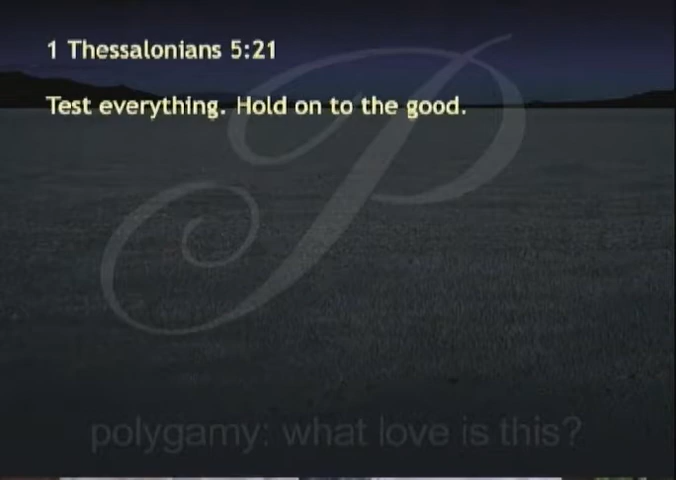 1 Thessalonians 5:21
Test everything. Hold on to the good.
P
polygamy: what love is this?